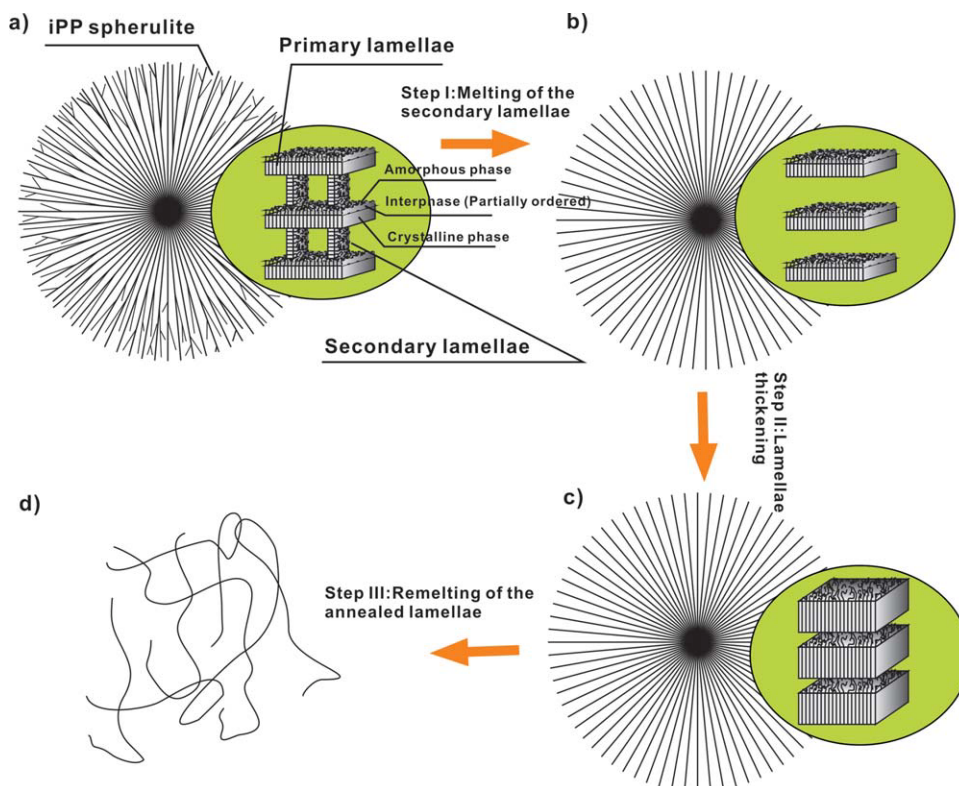 a)
iPP spherulite
Primary lamellae
Step I:Melting of the
secondary lamellae
b)
Amorphous phase
Interphase (Partially ordered)
Crystalline phase
Secondary lamellae
Step II:Lamellae
thickening
c)
d)
Step III:Remelting of the
annealed lamellae